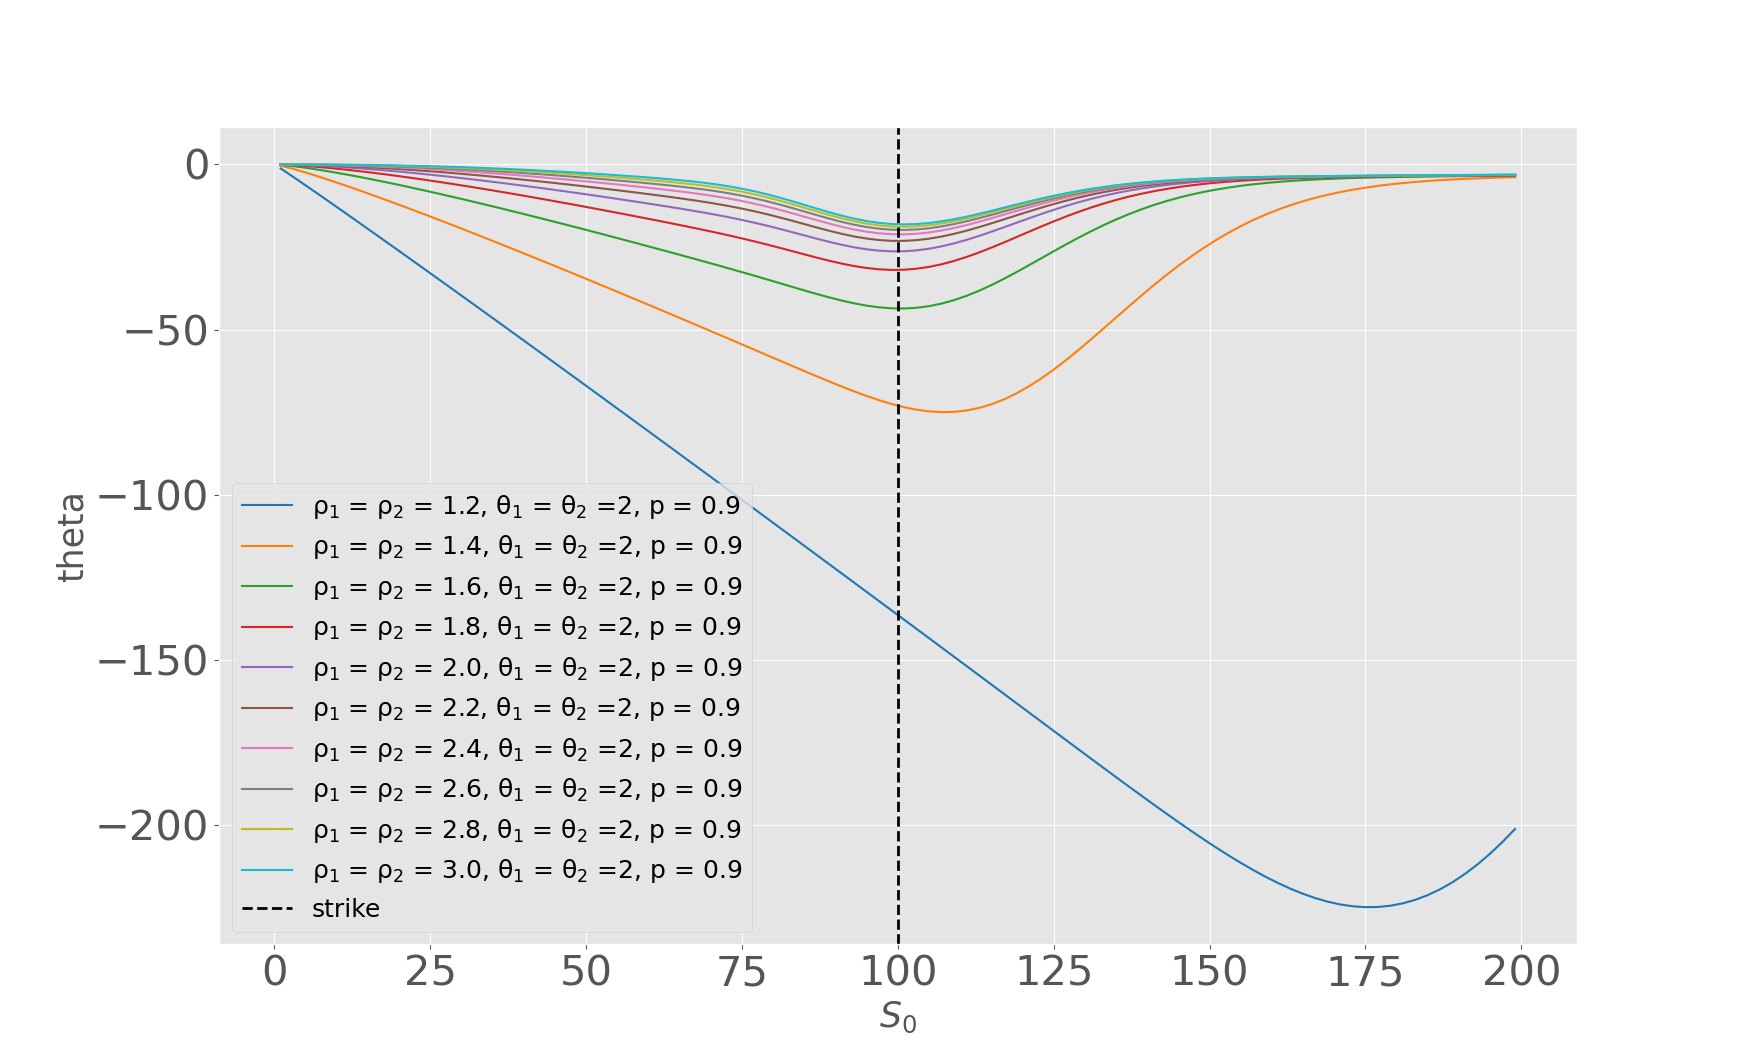 0
−50
−100
−150
−200
theta
ρ₁ = ρ₂ = 1.2, θ₁ = θ₂ =2, p = 0.9
ρ₁ = ρ₂ = 1.4, θ₁ = θ₂ =2, p = 0.9
ρ₁ = ρ₂ = 1.6, θ₁ = θ₂ =2, p = 0.9
ρ₁ = ρ₂ = 1.8, θ₁ = θ₂ =2, p = 0.9
ρ₁ = ρ₂ = 2.0, θ₁ = θ₂ =2, p = 0.9
ρ₁ = ρ₂ = 2.2, θ₁ = θ₂ =2, p = 0.9
ρ₁ = ρ₂ = 2.4, θ₁ = θ₂ =2, p = 0.9
ρ₁ = ρ₂ = 2.6, θ₁ = θ₂ =2, p = 0.9
ρ₁ = ρ₂ = 2.8, θ₁ = θ₂ =2, p = 0.9
ρ₁ = ρ₂ = 3.0, θ₁ = θ₂ =2, p = 0.9
strike
0 25 50 75 100 125 150 175 200
S₀